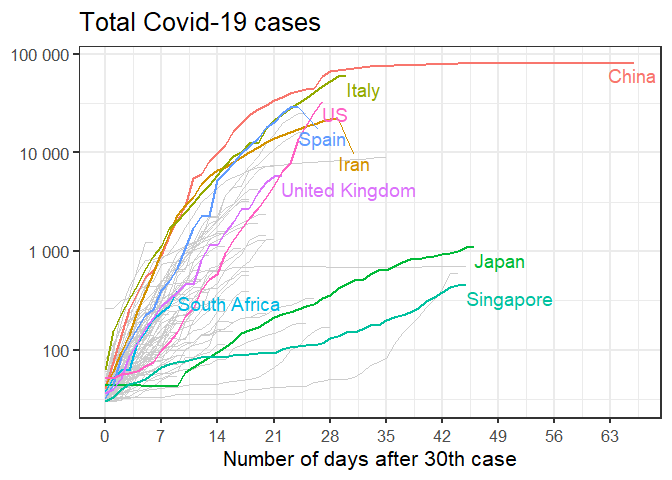 Total Covid-19 cases
100 000
10 000
1 000
100
China
Italy
US
Spain
Iran
United Kingdom
Japan
South Africa
Singapore
0 7 14 21 28 35 42 49 56 63
Number of days after 30th case